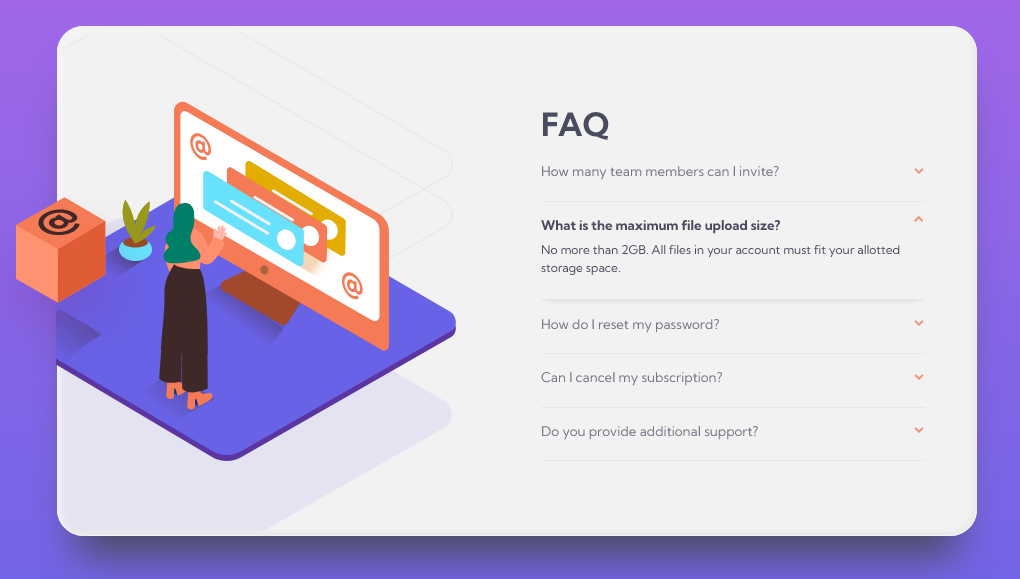 FAQ
How many team members can I invite?
What is the maximum file upload size?
No more than 2GB. All files in your account must fit your allotted
storage space.
How do I reset my password?
Can I cancel my subscription?
Do you provide additional support?
@
@
@